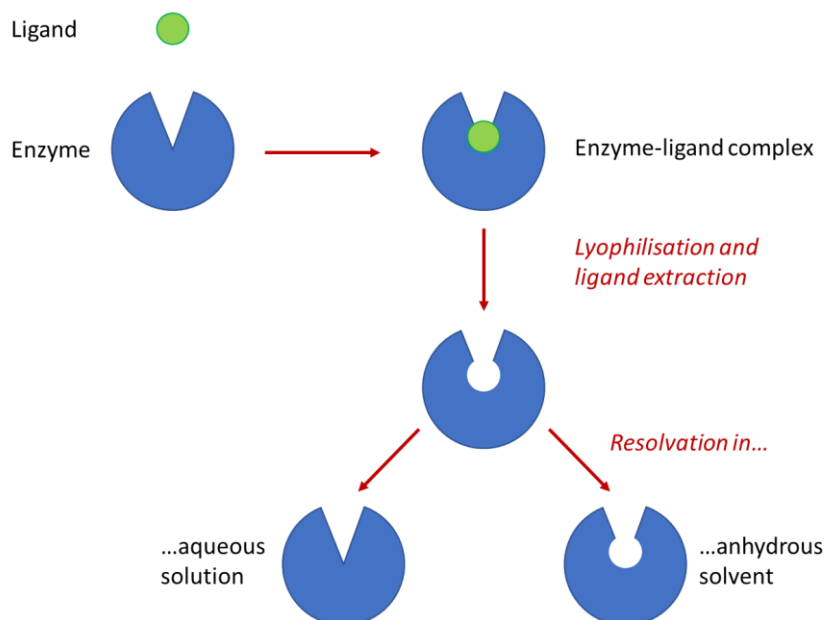 Ligand
Enzyme
Enzyme-ligand complex
Lyophilisation and
ligand extraction
Resolvation in...
...aqueous
solution
...anhydrous
solvent